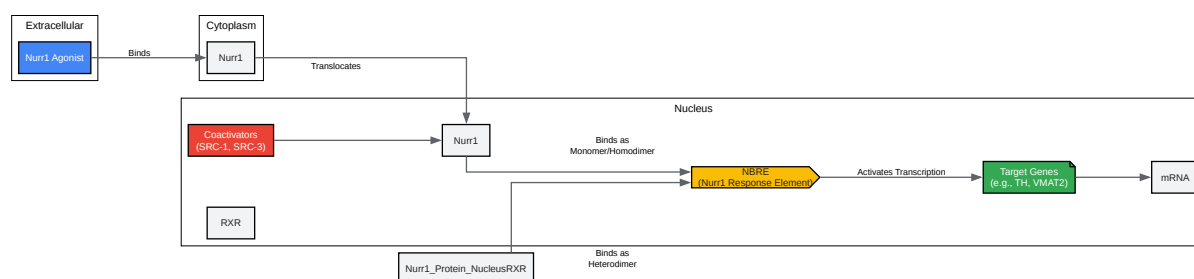 Extracellular
Cytoplasm
Nurr1 Agonist
Binds
Nurr1
Translocates
Nucleus
Coactivators
(SRC-1, SRC-3)
Nurr1
Binds as
Monomer/Homodimer
NBRE
(Nurr1 Response Element)
Activates Transcription
Target Genes
(e.g., TH, VMAT2)
mRNA
RXR
Binds as
Heterodimer
Nurr1_Protein_NucleusRXR